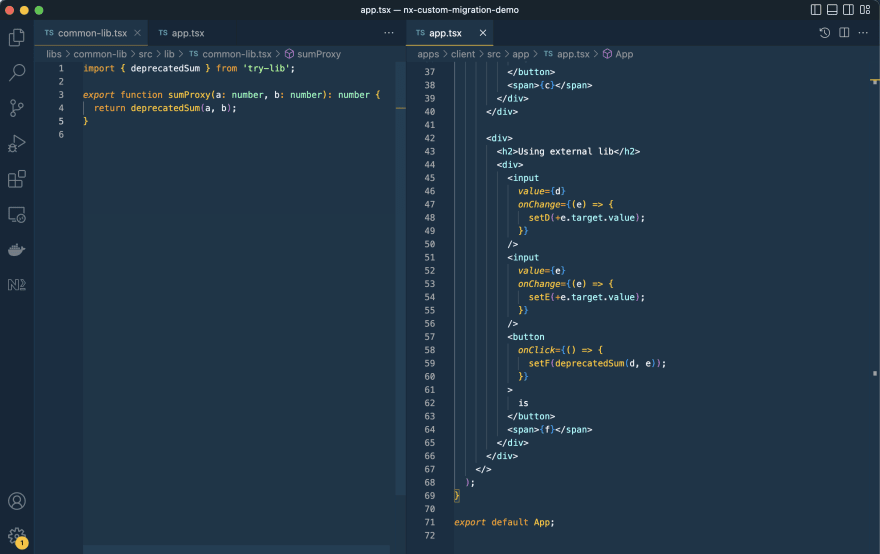 app.tsx — nx-custom-migration-demo
TS common-lib.tsx
TS app.tsx
libs > common-lib > src > lib > TS common-lib.tsx > sumProxy
1 import { deprecatedSum } from 'try-lib';
2
3 export function sumProxy(a: number, b: number): number {
4 return deprecatedSum(a, b);
5 }
6
TS app.tsx
apps > client > src > app > TS app.tsx > App
37 </button>
38 <span>{c}</span>
39 </div>
40 </div>
41
42 <div>
43 <h2>Using external lib</h2>
44 <div>
45 <input
46 value={d}
47 onChange={(e) => {
48 setD(+e.target.value);
49 }}
50 />
51 <input
52 value={e}
53 onChange={(e) => {
54 setE(+e.target.value);
55 }}
56 />
57 <button
58 onClick={() => {
59 setF(deprecatedSum(d, e));
60 }}
61 >
62 is
63 </button>
64 <span>{f}</span>
65 </div>
66 </div>
67 </>
68 );
69 }
70
71 export default App;
72
1